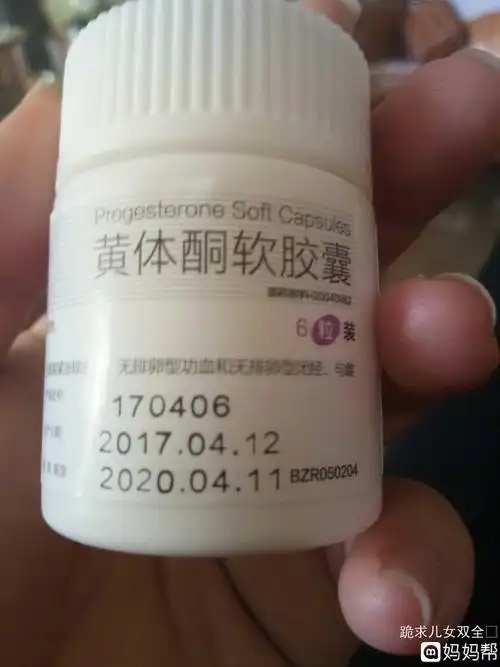 Progesterone Soft Capsules
黄体酮软胶囊
6粒装
无排卵型功血和无排卵型闭经、与雌
170406
2017.04.12
2020.04.11 BZR050204
跪求儿女双全
妈妈帮